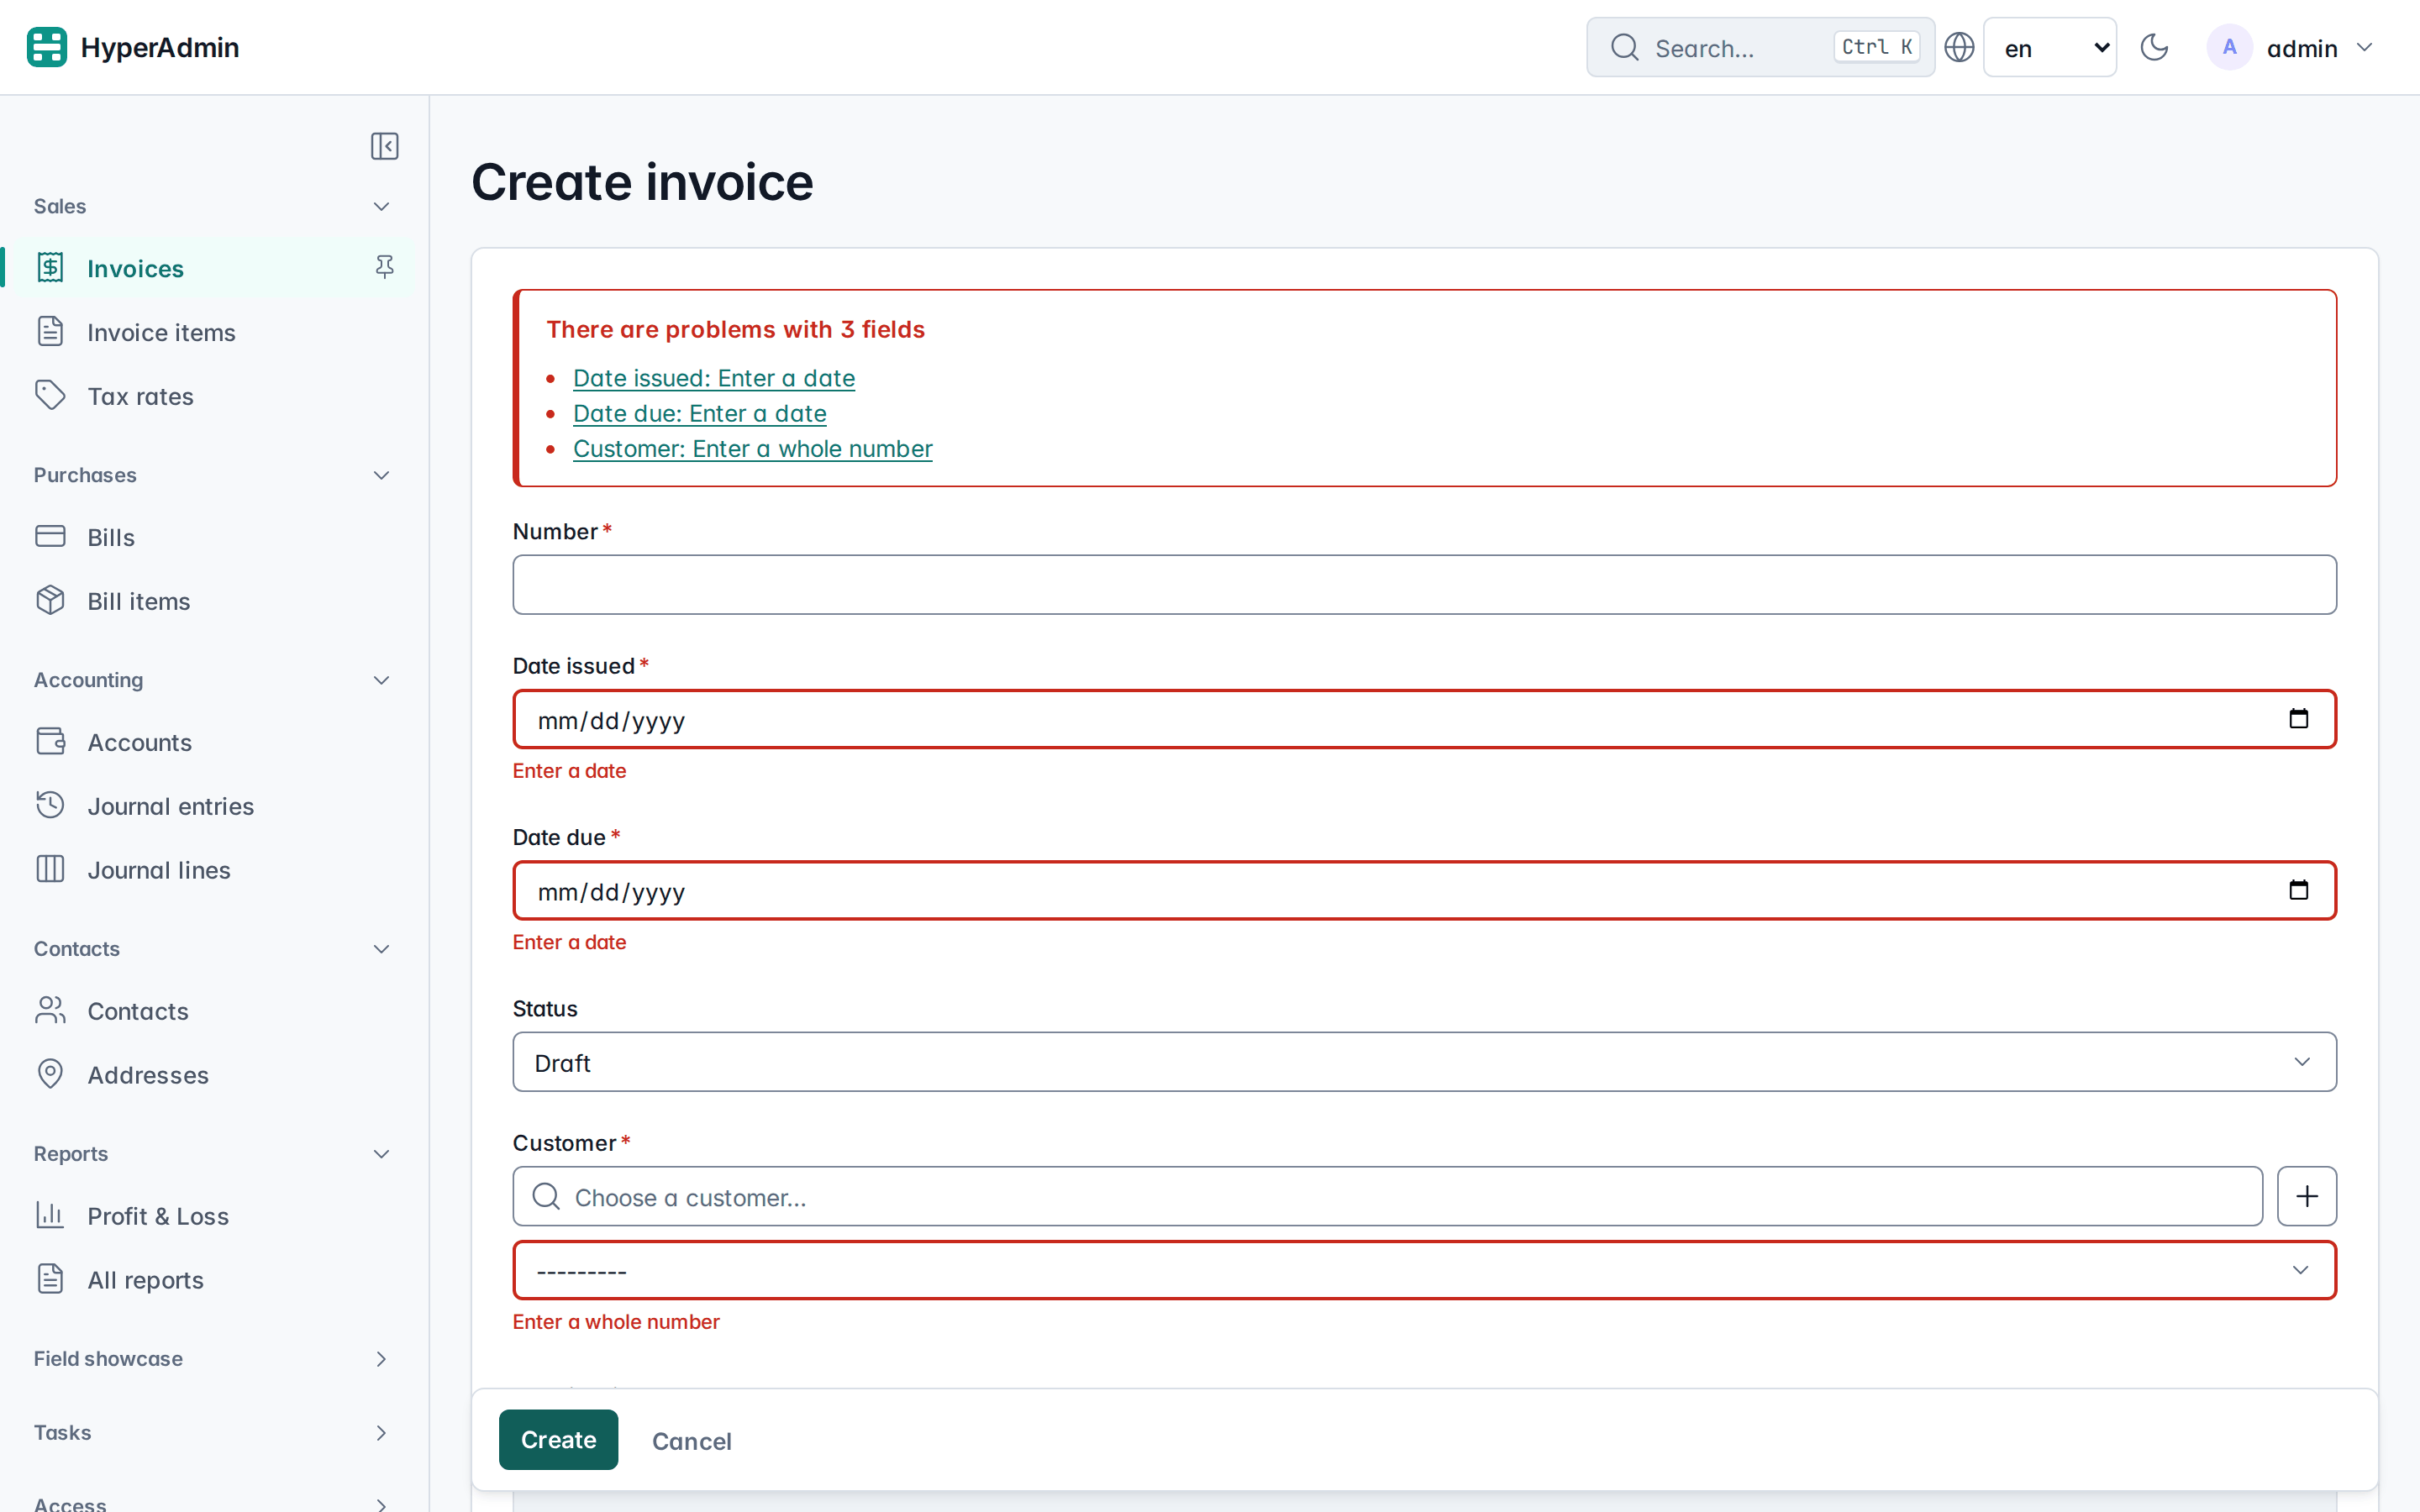 HyperAdmin
Search...
Ctrl K
en
A
admin
Sales
Invoices
Invoice items
Tax rates
Purchases
Bills
Bill items
Accounting
Accounts
Journal entries
Journal lines
Contacts
Contacts
Addresses
Reports
Profit & Loss
All reports
Field showcase
Tasks
Access
Create invoice
There are problems with 3 fields
Date issued: Enter a date
Date due: Enter a date
Customer: Enter a whole number
Number *
Date issued *
mm/dd/yyyy
Enter a date
Date due *
mm/dd/yyyy
Enter a date
Status
Draft
Customer *
Choose a customer...
---------
Enter a whole number
Create
Cancel